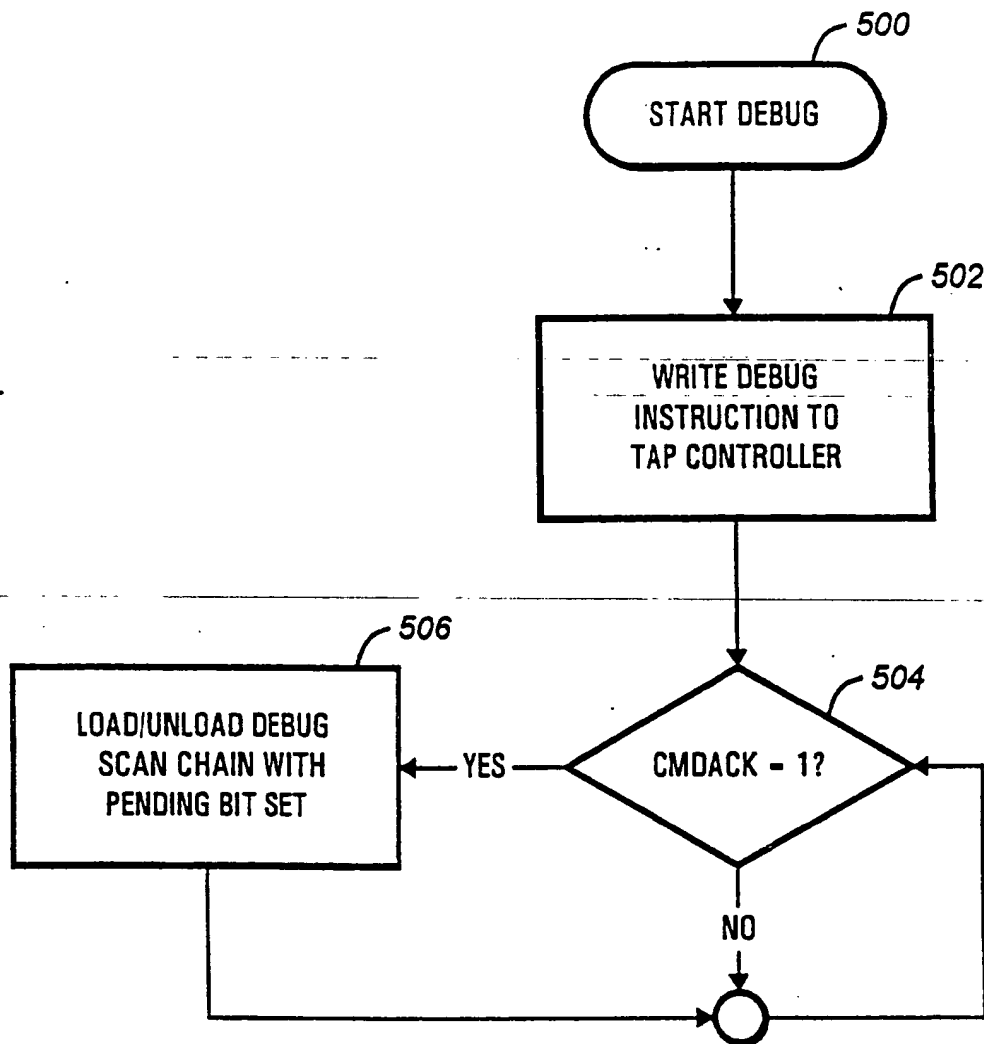 500
START DEBUG
502
WRITE DEBUG
INSTRUCTION TO
TAP CONTROLLER
506
LOAD/UNLOAD DEBUG
SCAN CHAIN WITH
PENDING BIT SET
YES
504
CMDACK = 1?
NO